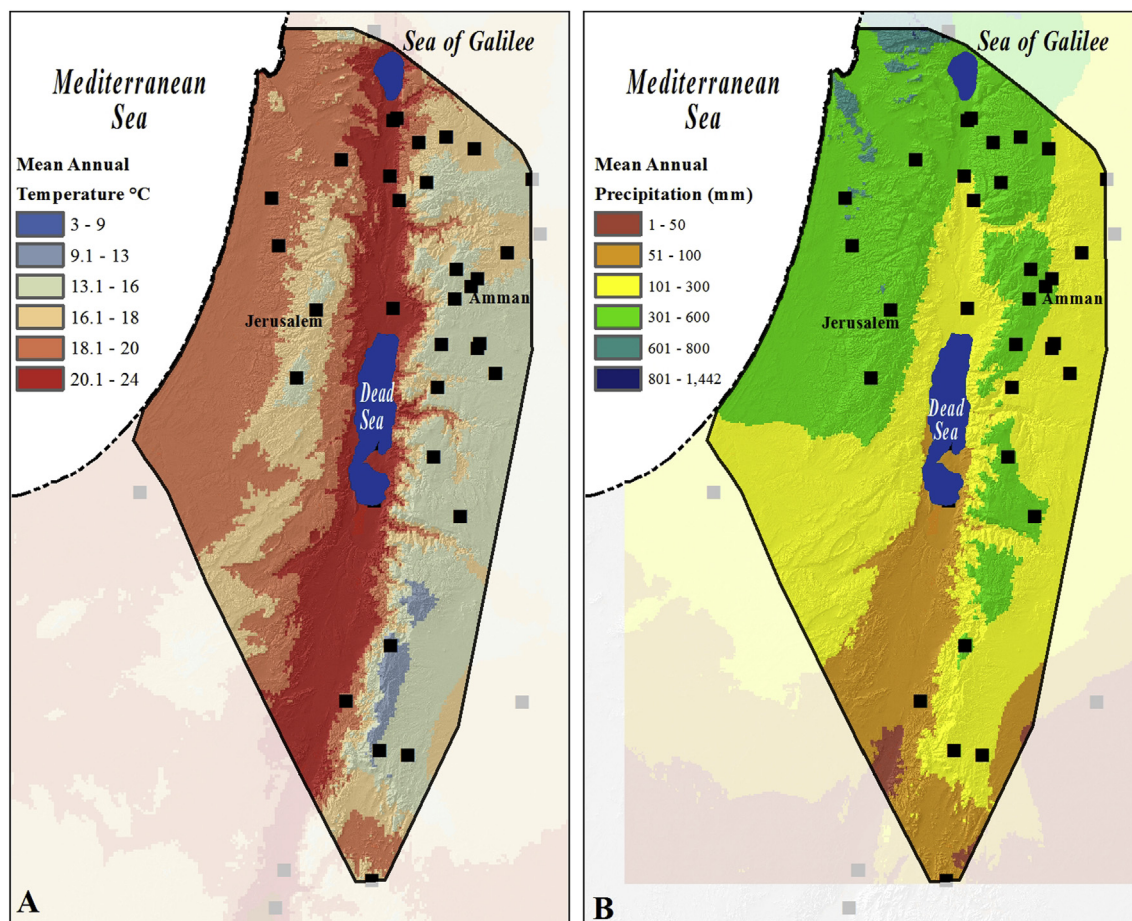 Sea of Galilee
Mediterranean
Sea
Mean Annual
Temperature °C
3 - 9
9.1 - 13
13.1 - 16
16.1 - 18
18.1 - 20
20.1 - 24
Amman
Jerusalem
Dead
Sea
A
Sea of Galilee
Mediterranean
Sea
Mean Annual
Precipitation (mm)
1 - 50
51 - 100
101 - 300
301 - 600
601 - 800
801 - 1,442
Amman
Jerusalem
Dead
Sea
B